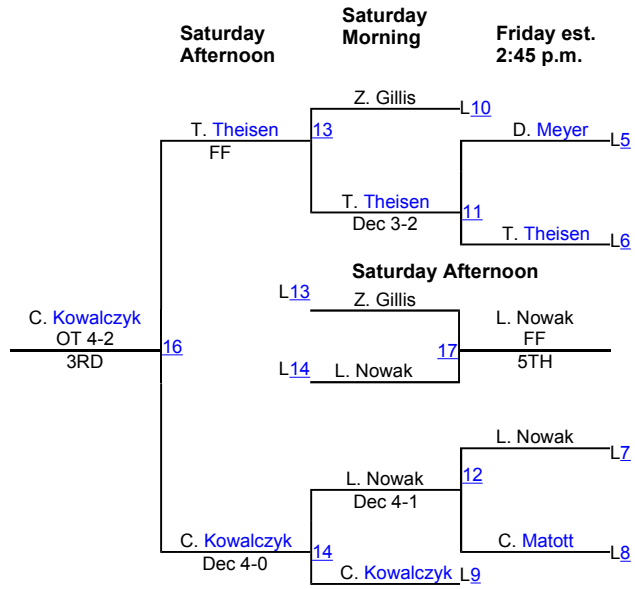 Saturday
Afternoon
Saturday
Morning
Friday est.
2:45 p.m.
Z. Gillis
L10
T. Theisen
13
D. Meyer
L5
FF
T. Theisen
11
Dec 3-2
T. Theisen
L6
Saturday Afternoon
L13
Z. Gillis
C. Kowalczyk
L. Nowak
OT 4-2
16
17
FF
3RD
5TH
L14
L. Nowak
L. Nowak
L7
L. Nowak
12
Dec 4-1
C. Kowalczyk
14
C. Matott
L8
Dec 4-0
C. Kowalczyk
L9